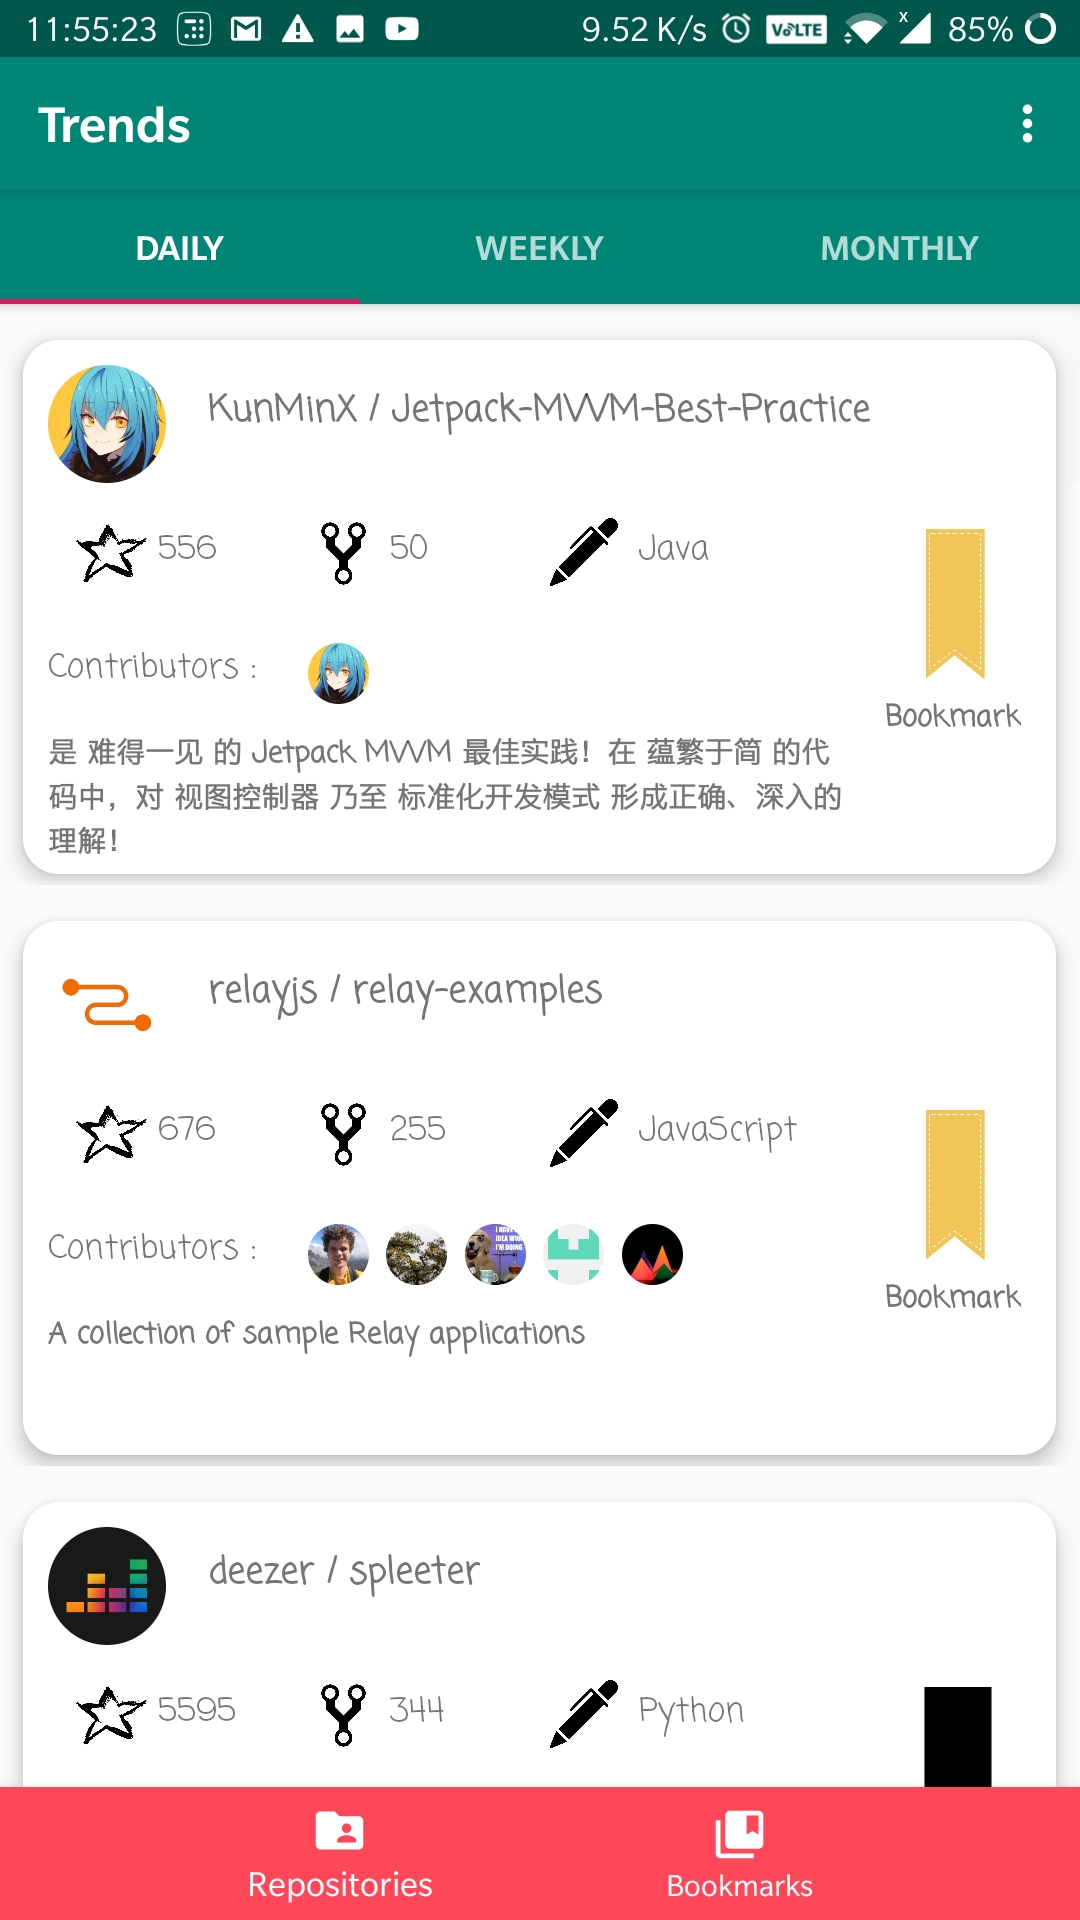 11:55:23 9.52 K/s VoLTE x 85%
Trends
DAILY WEEKLY MONTHLY
KunMinX / Jetpack-MVVM-Best-Practice
556 50 Java
Contributors :
Bookmark
是 难得一见 的 Jetpack MVVM 最佳实践！在 蕴繁于简 的代
码中，对 视图控制器 乃至 标准化开发模式 形成正确、深入的
理解！
relayjs / relay-examples
676 255 JavaScript
Contributors :
I HAVE
IDEA WHA
I'M DOING
Bookmark
A collection of sample Relay applications
deezer / spleeter
5595 344 Python
Repositories Bookmarks